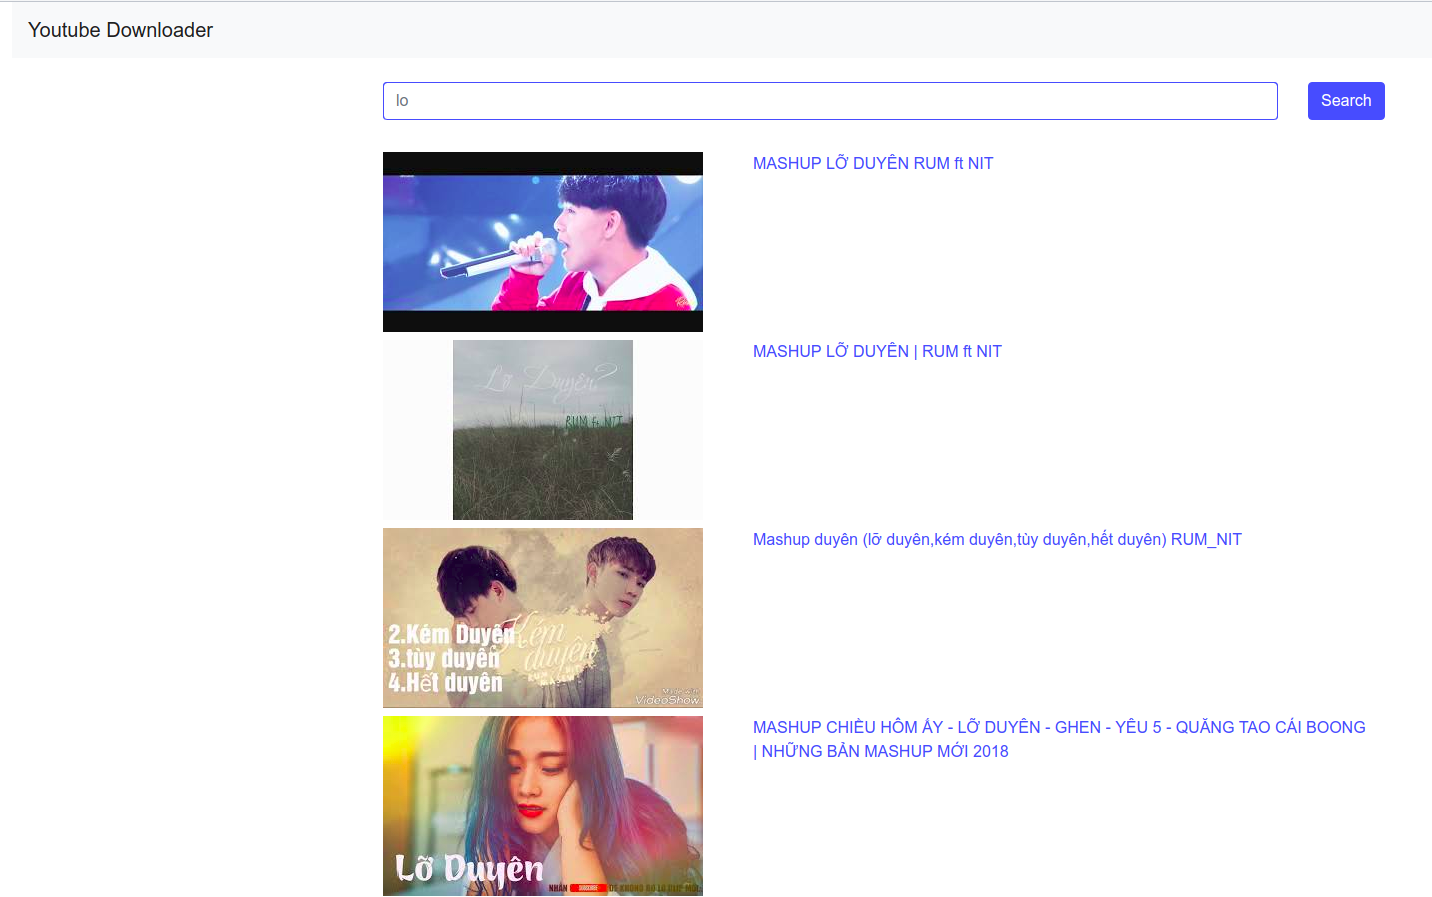 Youtube Downloader
lo
Search
MASHUP LỠ DUYÊN RUM ft NIT
MASHUP LỠ DUYÊN | RUM ft NIT
Lỡ Duyên?
RUM ft NIT
Mashup duyên (lỡ duyên,kém duyên,tùy duyên,hết duyên) RUM_NIT
Kém
duyên
2.Kém Duyên
3.tùy duyên
4.Hết duyên
Made with
VideoShow
MASHUP CHIỀU HÔM ẤY - LỠ DUYÊN - GHEN - YÊU 5 - QUĂNG TAO CÁI BOONG
| NHỮNG BẢN MASHUP MỚI 2018
Lỡ Duyên
NHẤN